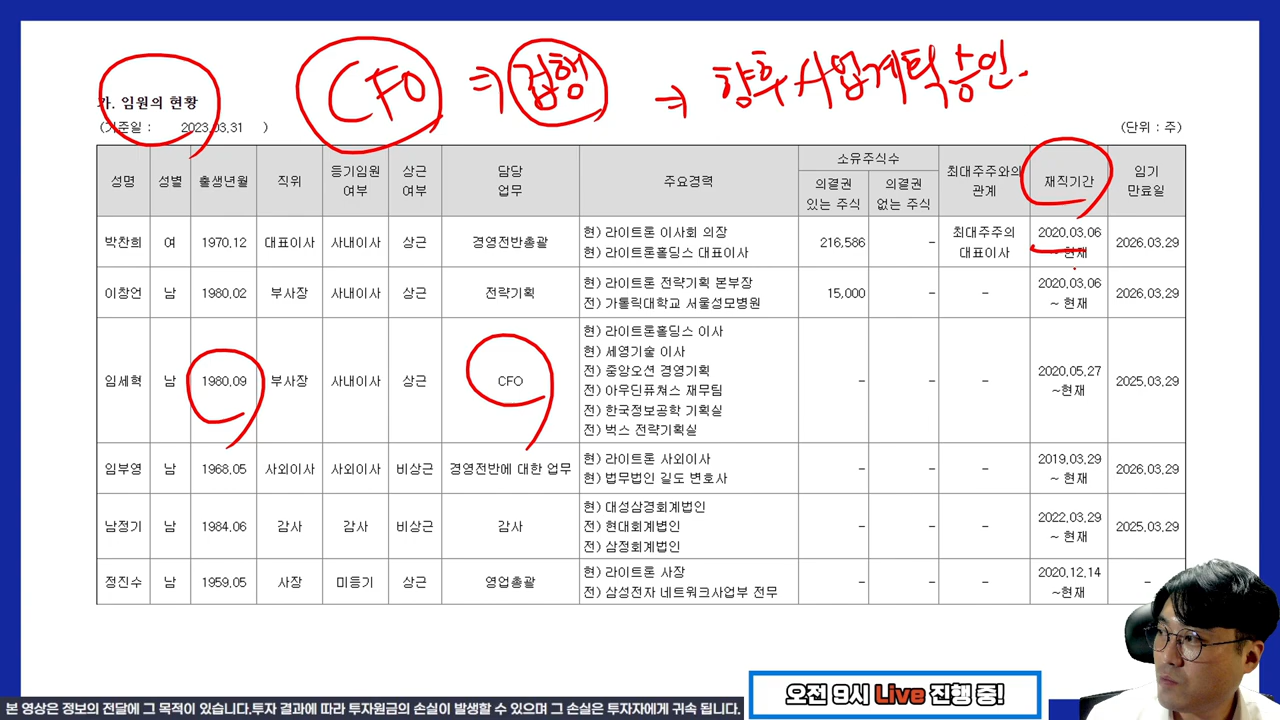 CFO ⇒ 집행 ⇒ 향후 사업계획 승인.
가. 임원의 현황
(기준일 : 2023.03.31 )
(단위 : 주)
성명 성별 출생년월 직위 등기임원 여부 상근 여부 담당 업무 주요경력 소유주식수 최대주주와의 관계 재직기간 임기 만료일
의결권 있는 주식 의결권 없는 주식
박찬희 여 1970.12 대표이사 사내이사 상근 경영전반총괄 현) 라이트론 이사회 의장 216,586 - 최대주주의 대표이사 2020.03.06 ~ 현재 2026.03.29
현) 라이트론홀딩스 대표이사
이창언 남 1980.02 부사장 사내이사 상근 전략기획 현) 라이트론 전략기획 본부장 15,000 - - 2020.03.06 ~ 현재 2026.03.29
전) 가톨릭대학교 서울성모병원
임세혁 남 1980.09 부사장 사내이사 상근 CFO 현) 라이트론홀딩스 이사 - - - 2020.05.27 ~현재 2025.03.29
현) 세영기술 이사
전) 중앙오션 경영기획
전) 아우딘퓨쳐스 재무팀
전) 한국정보공학 기획실
전) 벅스 전략기획실
임부영 남 1968.05 사외이사 사외이사 비상근 경영전반에 대한 업무 현) 라이트론 사외이사 - - - 2019.03.29 ~ 현재 2026.03.29
현) 법무법인 길도 변호사
남정기 남 1984.06 감사 감사 비상근 감사 현) 대성삼경회계법인 - - - 2022.03.29 ~ 현재 2025.03.29
전) 현대회계법인
전) 삼정회계법인
정진수 남 1959.05 사장 미등기 상근 영업총괄 현) 라이트론 사장 - - - 2020.12.14 ~현재 -
전) 삼성전자 네트워크사업부 전무
오전 9시 Live 진행 중!
본 영상은 정보의 전달에 그 목적이 있습니다.투자 결과에 따라 투자원금의 손실이 발생할 수 있으며 그 손실은 투자자에게 귀속 됩니다.